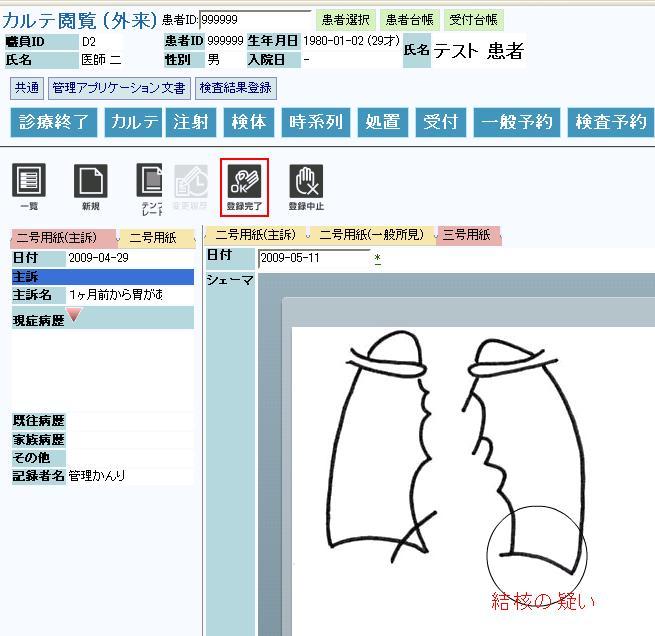 カルテ閲覧 (外来) 患者ID: 999999 患者選択 患者台帳 受付台帳
職員ID D2 患者ID 999999 生年月日 1980-01-02 (29才) 氏名 テスト 患者
氏名 医師 二 性別 男 入院日 -
共通 管理アプリケーション文書 検査結果登録
診療終了 カルテ 注射 検体 時系列 処置 受付 一般予約 検査予約
一覧 新規 テンプレート 変更履歴 OK 登録完了 登録中止
二号用紙(主訴) 二号用紙
日付 2009-04-29
主訴
主訴名 1ヶ月前から胃があ
現症病歴
既往病歴
家族病歴
その他
記録者名 管理かんり
二号用紙(主訴) 二号用紙(一般所見) 三号用紙
日付 2009-05-11 *
シェーマ
結核の疑い